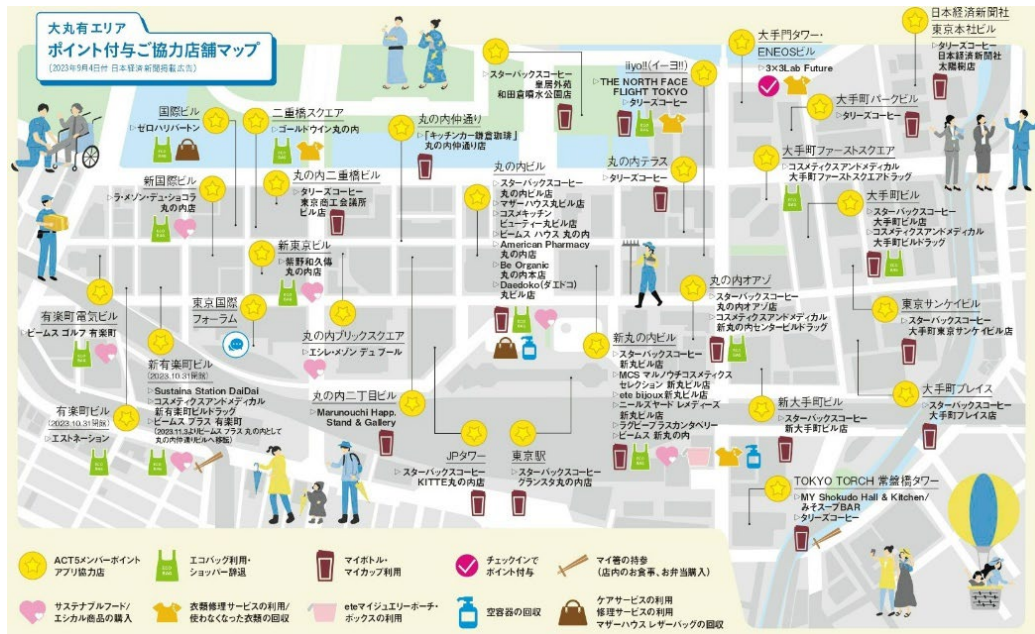 大丸有エリア
ポイント付与ご協力店舗マップ
(2023年9月4日付 日本経済新聞掲載広告)
国際ビル
▷ゼロハリバートン
二重橋スクエア
▷ゴールドウイン丸の内
丸の内仲通り
▷「キッチンカー鎌倉珈琲」
丸の内仲通り店
▷スターバックスコーヒー
皇居外苑
和田倉噴水公園店
iiyo!!(イーヨ!!)
▷THE NORTH FACE
FLIGHT TOKYO
▷タリーズコーヒー
大手門タワー・
ENEOSビル
▷3×3Lab Future
日本経済新聞社
東京本社ビル
▷タリーズコーヒー
日本経済新聞社
太陽樹店
大手町パークビル
▷タリーズコーヒー
新国際ビル
▷ラ・メゾン・デュ・ショコラ
丸の内店
丸の内二重橋ビル
▷タリーズコーヒー
東京商工会議所
ビル店
丸の内ビル
▷スターバックスコーヒー
丸の内ビル店
▷マザーハウス丸ビル店
▷コスメキッチン
ビューティー丸ビル店
▷ビームス ハウス 丸の内
▷American Pharmacy
丸の内店
▷Be Organic
丸の内本店
▷Daedoko(ダエドコ)
丸ビル店
丸の内テラス
▷タリーズコーヒー
大手町ファーストスクエア
▷コスメティクスアンドメディカル
大手町ファーストスクエアドラッグ
大手町ビル
▷スターバックスコーヒー
大手町ビル店
▷コスメティクスアンドメディカル
大手町ビルドラッグ
新東京ビル
▷紫野和久傳
丸の内店
有楽町電気ビル
▷ビームス ゴルフ 有楽町
東京国際
フォーラム
丸の内ブリックスクエア
▷エシレ・メゾン デュ ブール
丸の内オアゾ
▷スターバックスコーヒー
丸の内オアゾ店
▷コスメティクスアンドメディカル
新丸の内センタービルドラッグ
東京サンケイビル
▷スターバックスコーヒー
大手町東京サンケイビル店
新有楽町ビル
(2023.10.31閉館)
▷Sustaina Station DaiDai
▷コスメティクスアンドメディカル
新有楽町ビルドラッグ
▷ビームス プラス 有楽町
(2023.11.3よりビームス プラス 丸の内として
丸の内仲通りビルへ移転)
有楽町ビル
(2023.10.31閉館)
▷エストネーション
丸の内二丁目ビル
▷Marunouchi Happ.
Stand & Gallery
新丸の内ビル
▷スターバックスコーヒー
新丸ビル店
▷MCS マルノウチコスメティクス
セレクション 新丸ビル店
▷ete bijoux 新丸ビル店
▷ニールズヤード レメディーズ
新丸ビル店
▷ラグビープラスカンタベリー
▷ビームス 新丸の内
新大手町ビル
▷スターバックスコーヒー
新大手町ビル店
大手町プレイス
▷スターバックスコーヒー
大手町プレイス店
JPタワー
▷スターバックスコーヒー
KITTE丸の内店
東京駅
▷スターバックスコーヒー
グランスタ丸の内店
TOKYO TORCH 常盤橋タワー
▷MY Shokudo Hall & Kitchen/
みそスープBAR
▷タリーズコーヒー
ACT5メンバーポイント
アプリ協力店
エコバッグ利用・
ショッパー辞退
マイボトル・
マイカップ利用
チェックインで
ポイント付与
マイ箸の持参
(店内のお食事、お弁当購入)
サステナブルフード/
エシカル商品の購入
衣類修理サービスの利用/
使わなくなった衣類の回収
eteマイジュエリーポーチ・
ボックスの利用
空容器の回収
ケアサービスの利用
修理サービスの利用
マザーハウス レザーバッグの回収